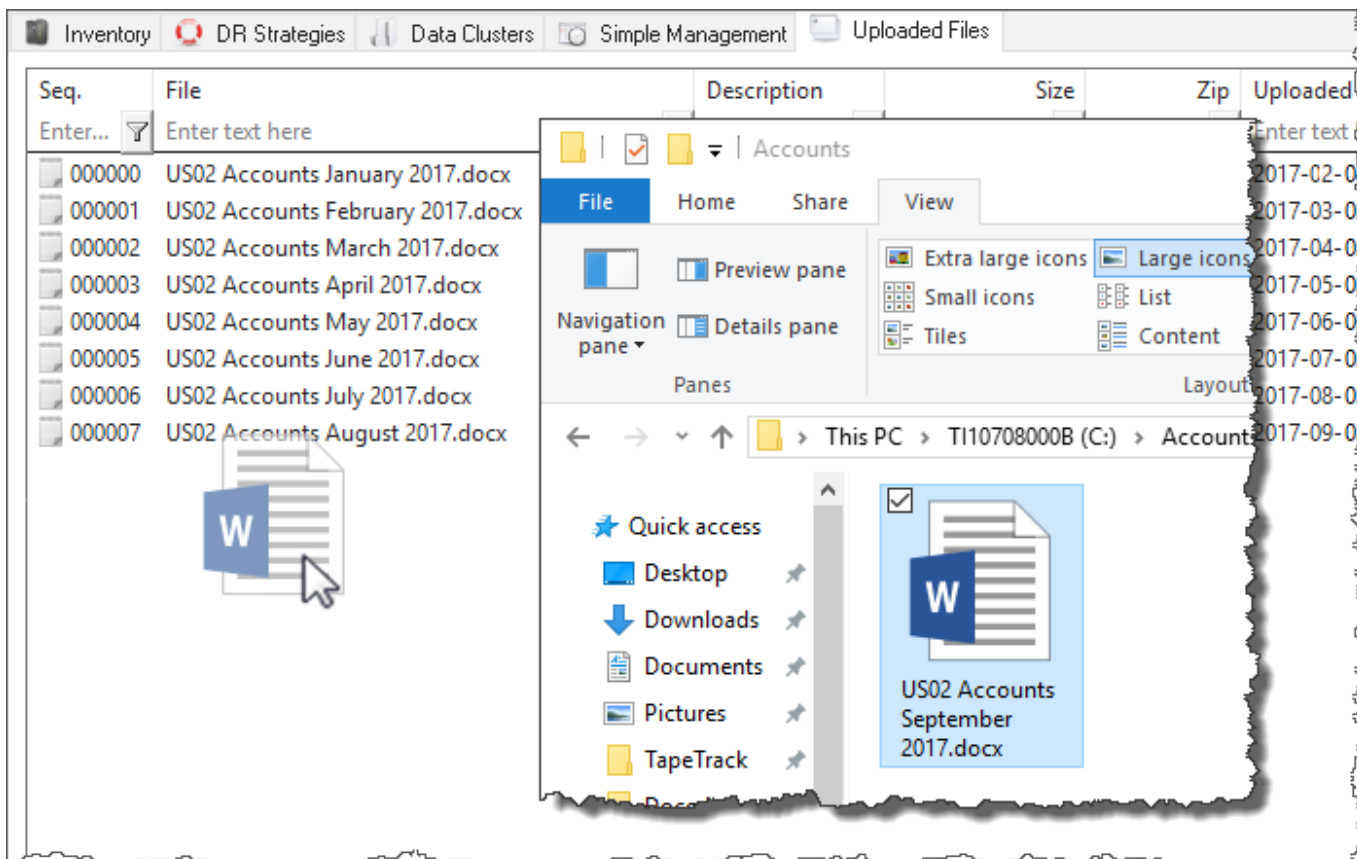 Inventory DR Strategies Data Clusters Simple Management Uploaded Files
Seq. File Description Size Zip Uploaded
Enter... Enter text here Enter text
000000 US02 Accounts January 2017.docx 2017-02-0
000001 US02 Accounts February 2017.docx 2017-03-0
000002 US02 Accounts March 2017.docx 2017-04-0
000003 US02 Accounts April 2017.docx 2017-05-0
000004 US02 Accounts May 2017.docx 2017-06-0
000005 US02 Accounts June 2017.docx 2017-07-0
000006 US02 Accounts July 2017.docx 2017-08-0
000007 US02 Accounts August 2017.docx 2017-09-0
W
Accounts
File Home Share View
Navigation
pane
Preview pane
Details pane
Panes
Extra large icons Large icons
Small icons List
Tiles Content
Layout
This PC > TI10708000B (C:) > Account
Quick access
Desktop
Downloads
Documents
Pictures
TapeTrack
W
US02 Accounts
September
2017.docx